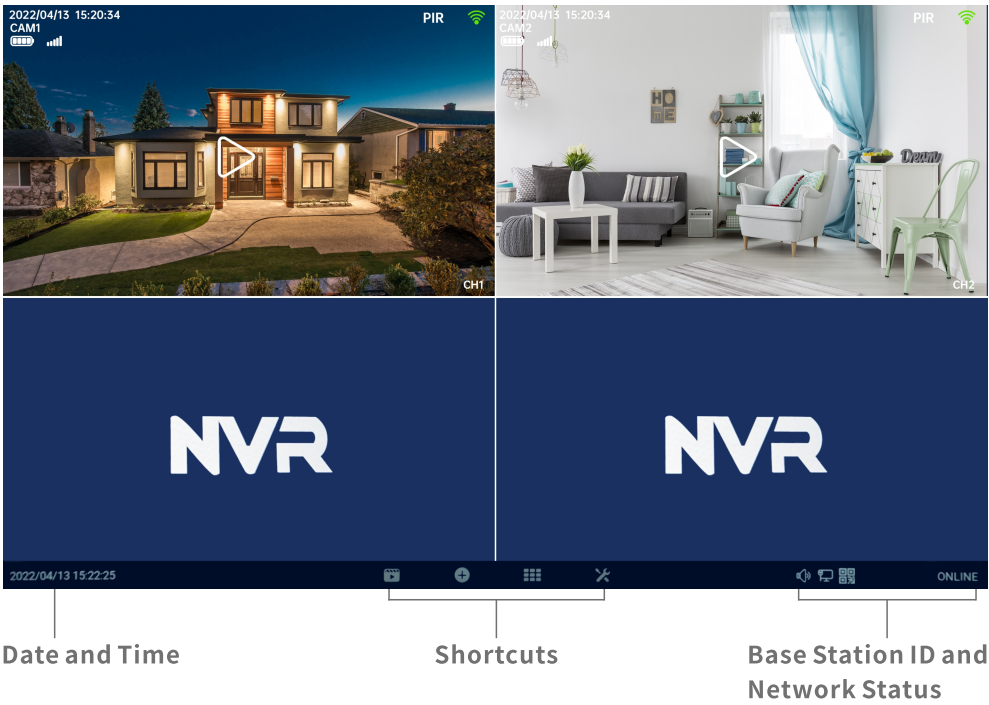 2022/04/13 15:20:34
CAM1
PIR
CH1
2022/04/13 15:20:34
CAM2
PIR
HOME
Dream
CH2
NVR
NVR
2022/04/13 15:22:25
ONLINE
Date and Time
Shortcuts
Base Station ID and
Network Status